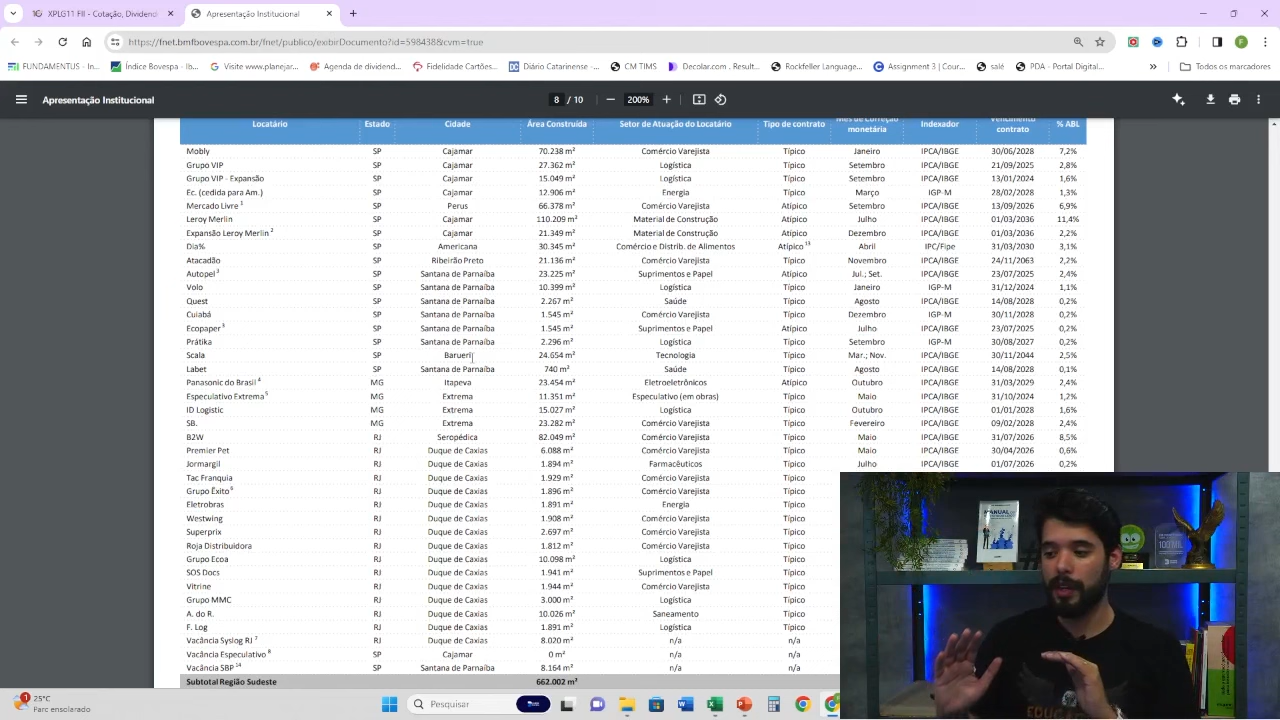 XPLG11 FII - Cotação, Dividend
Apresentação Institucional
https://fnet.bmfbovespa.com.br/fnet/publico/exibirDocumento?id=598438&cvm=true
FUNDAMENTUS - In... Índice Bovespa - Ib... Visite www.planejar... Agenda de dividend... Fidelidade Cartões... Diário Catarinense -... CM TIMS Decolar.com . Result... Rockfeller Language... Assignment 3 | Cour... salé PDA - Portal Digital... » Todos os marcadores
Apresentação Institucional 8 / 10 200%
Locatário Estado Cidade Área Construída Setor de Atuação do Locatário Tipo de contrato Mês de Correção monetária Indexador Vencimento contrato % ABL
Mobly SP Cajamar 70.238 m² Comércio Varejista Típico Janeiro IPCA/IBGE 30/06/2028 7,2%
Grupo VIP SP Cajamar 27.362 m² Logística Típico Setembro IPCA/IBGE 21/09/2025 2,8%
Grupo VIP - Expansão SP Cajamar 15.049 m² Logística Típico Setembro IPCA/IBGE 13/01/2024 1,6%
Ec. (cedida para Am.) SP Cajamar 12.906 m² Energia Típico Março IGP-M 28/02/2028 1,3%
Mercado Livre ¹ SP Perus 66.378 m² Comércio Varejista Atípico Setembro IPCA/IBGE 13/09/2026 6,9%
Leroy Merlin SP Cajamar 110.209 m² Material de Construção Atípico Julho IPCA/IBGE 01/03/2036 11,4%
Expansão Leroy Merlin ² SP Cajamar 21.349 m² Material de Construção Atípico Dezembro IPCA/IBGE 01/03/2036 2,2%
Dia% SP Americana 30.345 m² Comércio e Distrib. de Alimentos Atípico ¹³ Abril IPC/Fipe 31/03/2030 3,1%
Atacadão SP Ribeirão Preto 21.136 m² Comércio Varejista Típico Novembro IPCA/IBGE 24/11/2063 2,2%
Autopel ³ SP Santana de Parnaíba 23.225 m² Suprimentos e Papel Atípico Jul.; Set. IPCA/IBGE 23/07/2025 2,4%
Volo SP Santana de Parnaíba 10.399 m² Logística Típico Janeiro IGP-M 31/12/2024 1,1%
Quest SP Santana de Parnaíba 2.267 m² Saúde Típico Agosto IPCA/IBGE 14/08/2028 0,2%
Cuiabá SP Santana de Parnaíba 1.545 m² Comércio Varejista Típico Dezembro IGP-M 30/11/2028 0,2%
Ecopaper ³ SP Santana de Parnaíba 1.545 m² Suprimentos e Papel Atípico Julho IPCA/IBGE 23/07/2025 0,2%
Prátika SP Santana de Parnaíba 2.296 m² Logística Típico Setembro IGP-M 30/08/2027 0,2%
Scala SP Barueri 24.654 m² Tecnologia Típico Mar.; Nov. IPCA/IBGE 30/11/2044 2,5%
Labet SP Santana de Parnaíba 740 m² Saúde Típico Agosto IPCA/IBGE 14/08/2028 0,1%
Panasonic do Brasil ⁴ MG Itapeva 23.454 m² Eletroeletrônicos Atípico Outubro IPCA/IBGE 31/03/2029 2,4%
Especulativo Extrema ⁵ MG Extrema 11.351 m² Especulativo (em obras) Típico Maio IPCA/IBGE 31/10/2024 1,2%
ID Logistic MG Extrema 15.027 m² Logística Típico Outubro IPCA/IBGE 01/01/2028 1,6%
SB. MG Extrema 23.282 m² Comércio Varejista Típico Fevereiro IPCA/IBGE 09/02/2028 2,4%
B2W RJ Seropédica 82.049 m² Comércio Varejista Típico Maio IPCA/IBGE 31/07/2026 8,5%
Premier Pet RJ Duque de Caxias 6.088 m² Comércio Varejista Típico Maio IPCA/IBGE 30/04/2026 0,6%
Jormargil RJ Duque de Caxias 1.894 m² Farmacêuticos Típico Julho IPCA/IBGE 01/07/2026 0,2%
Tac Franquia RJ Duque de Caxias 1.929 m² Comércio Varejista Típico
Grupo Êxito ⁶ RJ Duque de Caxias 1.896 m² Comércio Varejista Típico
Eletrobras RJ Duque de Caxias 1.891 m² Energia Típico
Westwing RJ Duque de Caxias 1.908 m² Comércio Varejista Típico
Superprix RJ Duque de Caxias 2.697 m² Comércio Varejista Típico
Roja Distribuidora RJ Duque de Caxias 1.812 m² Comércio Varejista Típico
Grupo Ecoa RJ Duque de Caxias 10.098 m² Logística Típico
SOS Docs RJ Duque de Caxias 1.941 m² Suprimentos e Papel Típico
Vitrine RJ Duque de Caxias 1.944 m² Comércio Varejista Típico
Grupo MMC RJ Duque de Caxias 3.000 m² Logística Típico
A. do R. RJ Duque de Caxias 10.026 m² Saneamento Típico
F. Log RJ Duque de Caxias 1.891 m² Logística Típico
Vacância Syslog RJ ⁷ RJ Duque de Caxias 8.020 m² n/a n/a
Vacância Especulativo ⁸ SP Cajamar 0 m² n/a n/a
Vacância SBP ¹⁴ SP Santana de Parnaíba 8.164 m² n/a n/a
Subtotal Região Sudeste 662.002 m²
MANUAL
100 MIL
25°C
Parc ensolarado
Pesquisar